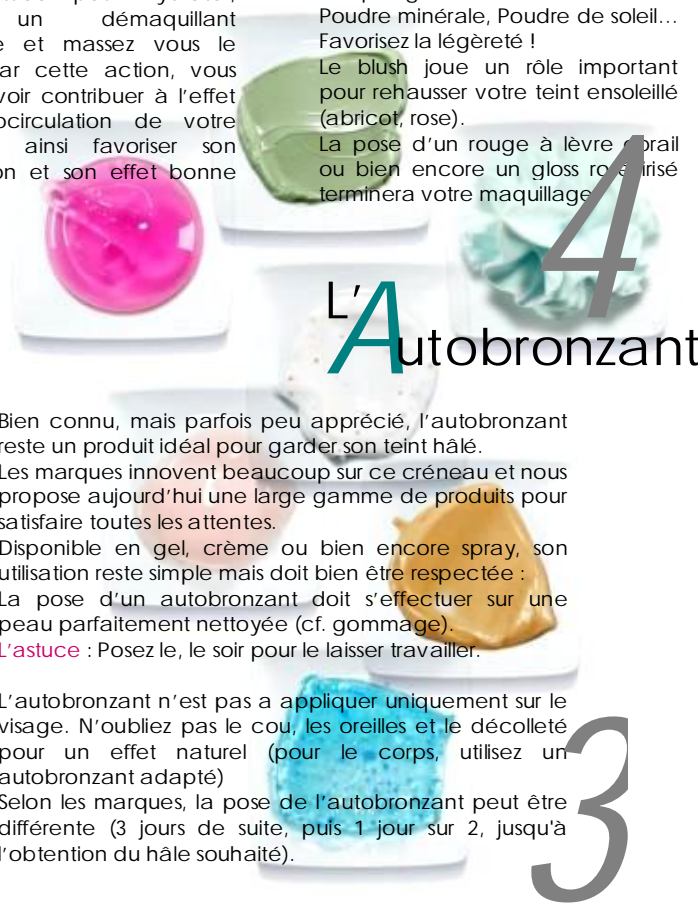 un démaquillant
et massez vous le
cette action, vous
contribuer à l'effet
de votre
ainsi favoriser son
et son effet bonne
Poudre minérale, Poudre de soleil…
Favorisez la légèreté !
Le blush joue un rôle important
pour rehausser votre teint ensoleillé
(abricot, rose).
La pose d'un rouge à lèvre corail
ou bien encore un gloss rose irisé
terminera votre maquillage
4
L'Autobronzant
Bien connu, mais parfois peu apprécié, l'autobronzant
reste un produit idéal pour garder son teint hâlé.
Les marques innovent beaucoup sur ce créneau et nous
propose aujourd'hui une large gamme de produits pour
satisfaire toutes les attentes.
Disponible en gel, crème ou bien encore spray, son
utilisation reste simple mais doit bien être respectée :
La pose d'un autobronzant doit s'effectuer sur une
peau parfaitement nettoyée (cf. gommage).
L'astuce : Posez le, le soir pour le laisser travailler.
L'autobronzant n'est pas a appliquer uniquement sur le
visage. N'oubliez pas le cou, les oreilles et le décolleté
pour un effet naturel (pour le corps, utilisez un
autobronzant adapté)
Selon les marques, la pose de l'autobronzant peut être
différente (3 jours de suite, puis 1 jour sur 2, jusqu'à
l'obtention du hâle souhaité).
3